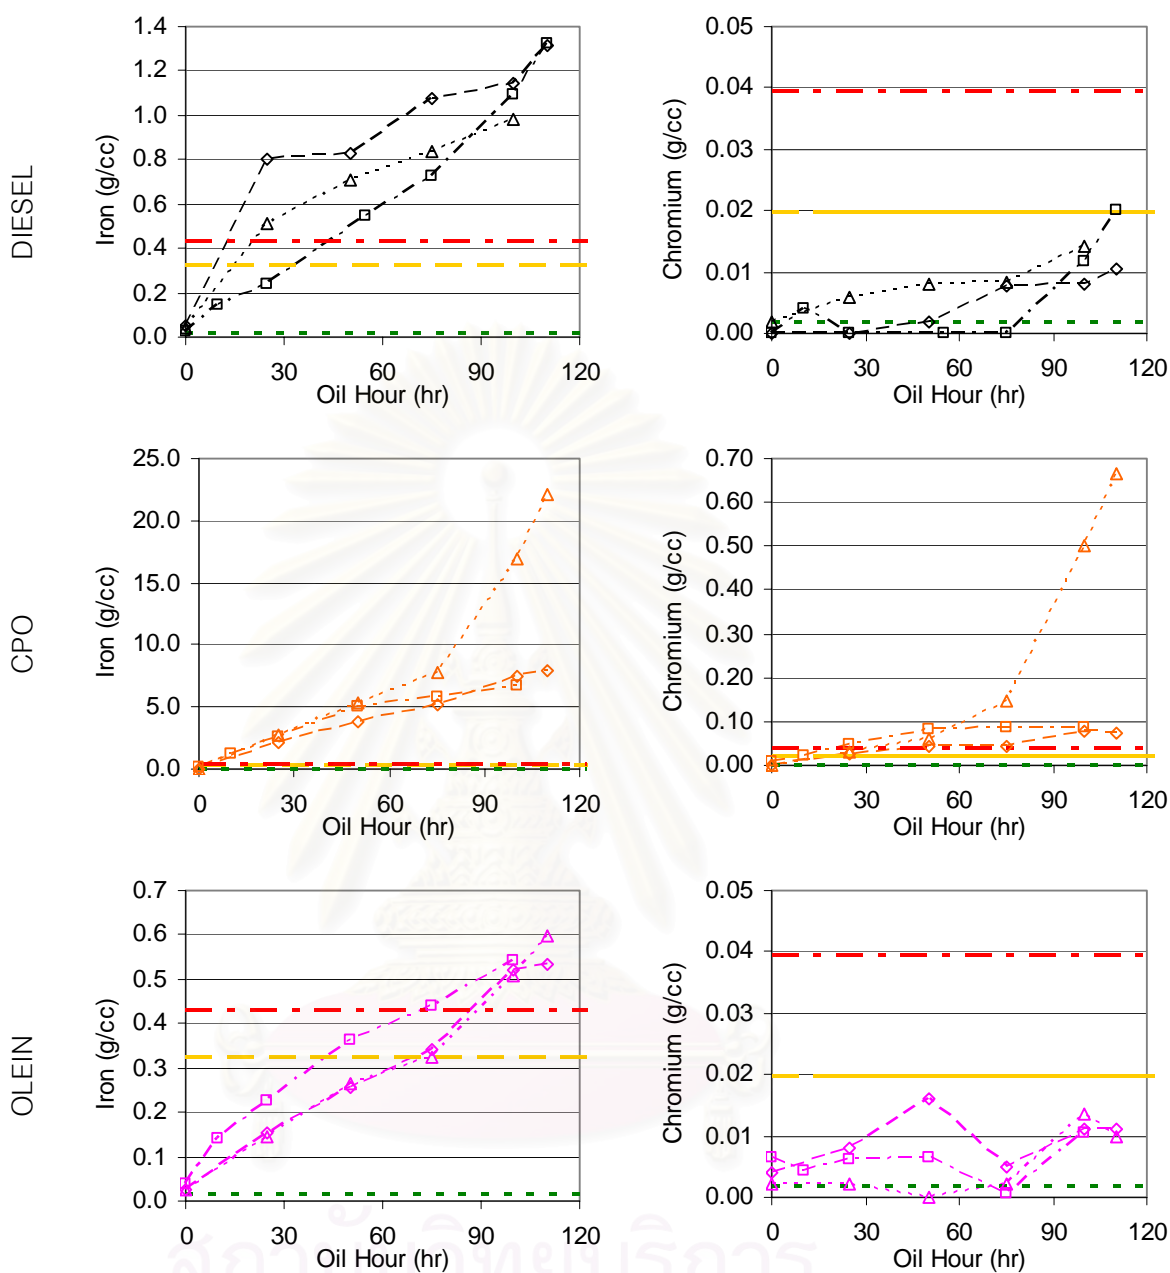 DIESEL
Iron (g/cc)
1.4
1.2
1.0
0.8
0.6
0.4
0.2
0.0
0 30 60 90 120
Oil Hour (hr)
Chromium (g/cc)
0.05
0.04
0.03
0.02
0.01
0.00
0 30 60 90 120
Oil Hour (hr)
CPO
Iron (g/cc)
25.0
20.0
15.0
10.0
5.0
0.0
0 30 60 90 120
Oil Hour (hr)
Chromium (g/cc)
0.70
0.60
0.50
0.40
0.30
0.20
0.10
0.00
0 30 60 90 120
Oil Hour (hr)
OLEIN
Iron (g/cc)
0.7
0.6
0.5
0.4
0.3
0.2
0.1
0.0
0 30 60 90 120
Oil Hour (hr)
Chromium (g/cc)
0.05
0.04
0.03
0.02
0.01
0.00
0 30 60 90 120
Oil Hour (hr)